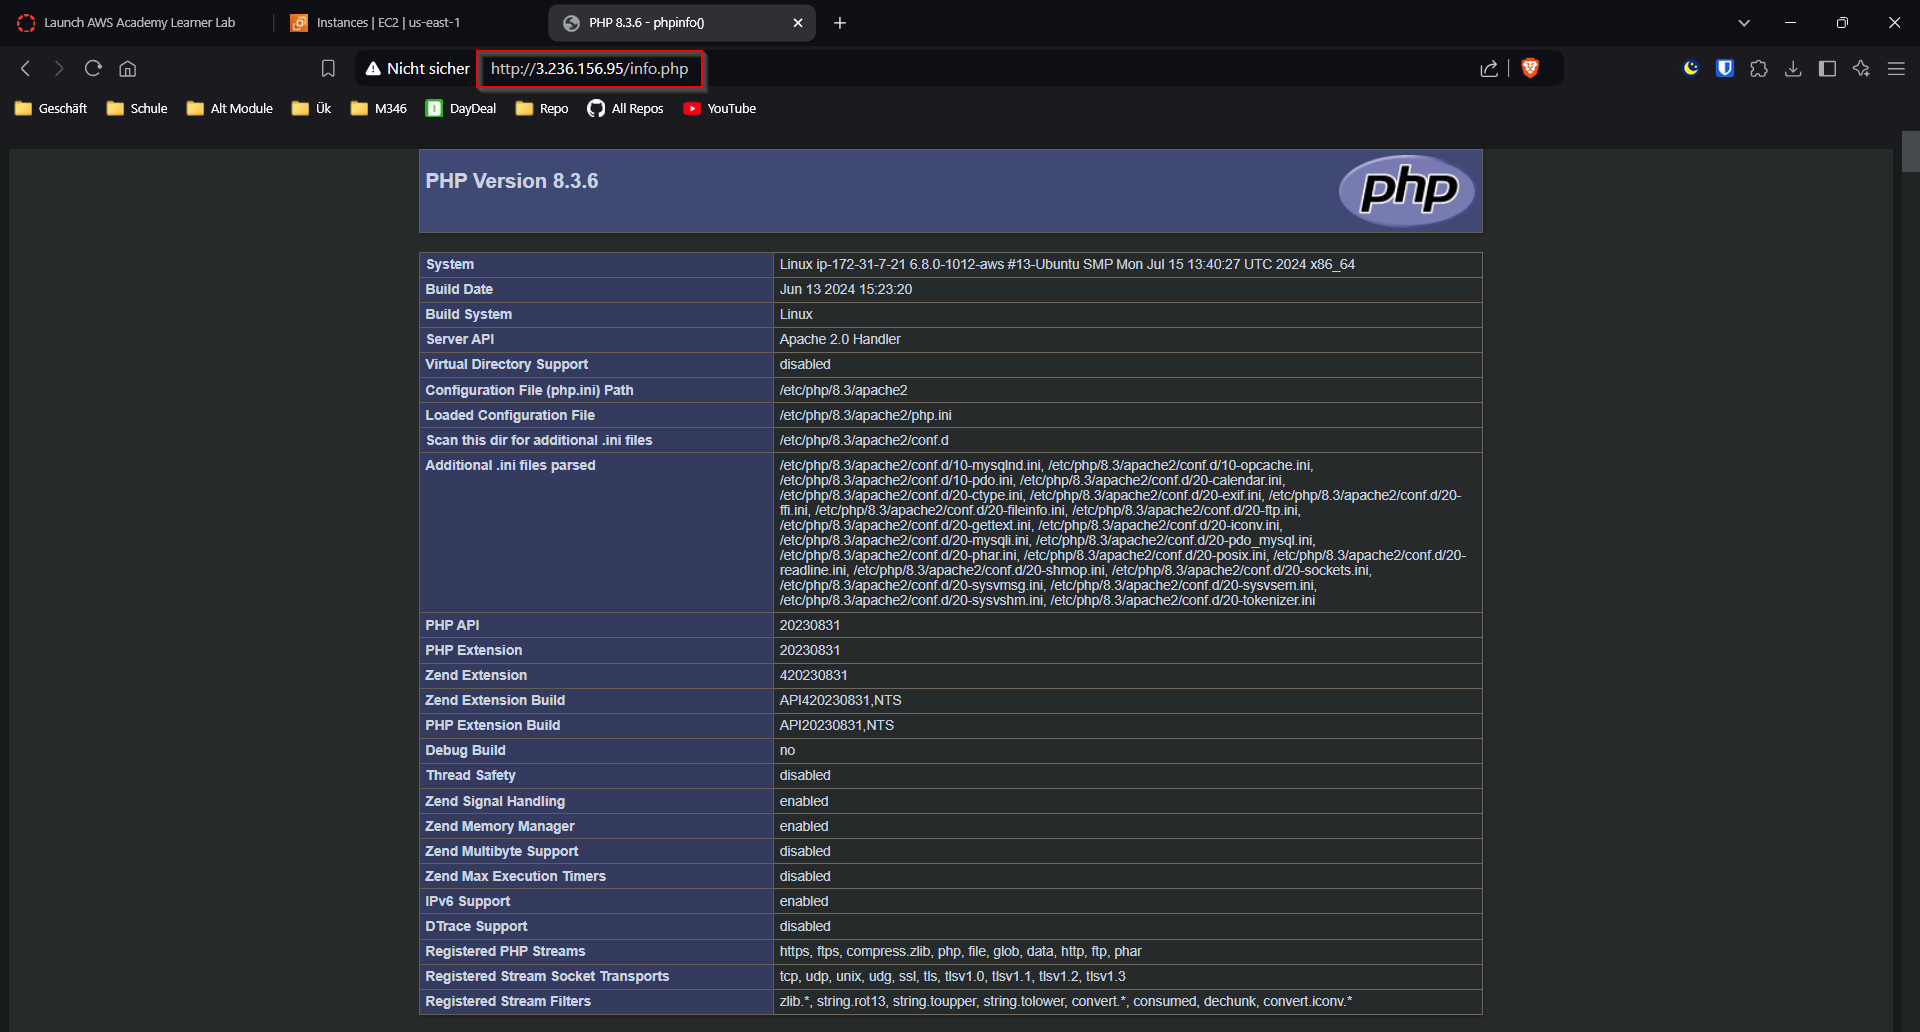 Launch AWS Academy Learner Lab
Instances | EC2 | us-east-1
PHP 8.3.6 - phpinfo()
Nicht sicher
http://3.236.156.95/info.php
Geschäft
Schule
Alt Module
Ük
M346
DayDeal
Repo
All Repos
YouTube
PHP Version 8.3.6
php
System Linux ip-172-31-7-21 6.8.0-1012-aws #13-Ubuntu SMP Mon Jul 15 13:40:27 UTC 2024 x86_64
Build Date Jun 13 2024 15:23:20
Build System Linux
Server API Apache 2.0 Handler
Virtual Directory Support disabled
Configuration File (php.ini) Path /etc/php/8.3/apache2
Loaded Configuration File /etc/php/8.3/apache2/php.ini
Scan this dir for additional .ini files /etc/php/8.3/apache2/conf.d
Additional .ini files parsed /etc/php/8.3/apache2/conf.d/10-mysqlnd.ini, /etc/php/8.3/apache2/conf.d/10-opcache.ini,
/etc/php/8.3/apache2/conf.d/10-pdo.ini, /etc/php/8.3/apache2/conf.d/20-calendar.ini,
/etc/php/8.3/apache2/conf.d/20-ctype.ini, /etc/php/8.3/apache2/conf.d/20-exif.ini, /etc/php/8.3/apache2/conf.d/20-
ffi.ini, /etc/php/8.3/apache2/conf.d/20-fileinfo.ini, /etc/php/8.3/apache2/conf.d/20-ftp.ini,
/etc/php/8.3/apache2/conf.d/20-gettext.ini, /etc/php/8.3/apache2/conf.d/20-iconv.ini,
/etc/php/8.3/apache2/conf.d/20-mysqli.ini, /etc/php/8.3/apache2/conf.d/20-pdo_mysql.ini,
/etc/php/8.3/apache2/conf.d/20-phar.ini, /etc/php/8.3/apache2/conf.d/20-posix.ini, /etc/php/8.3/apache2/conf.d/20-
readline.ini, /etc/php/8.3/apache2/conf.d/20-shmop.ini, /etc/php/8.3/apache2/conf.d/20-sockets.ini,
/etc/php/8.3/apache2/conf.d/20-sysvmsg.ini, /etc/php/8.3/apache2/conf.d/20-sysvsem.ini,
/etc/php/8.3/apache2/conf.d/20-sysvshm.ini, /etc/php/8.3/apache2/conf.d/20-tokenizer.ini
PHP API 20230831
PHP Extension 20230831
Zend Extension 420230831
Zend Extension Build API420230831,NTS
PHP Extension Build API20230831,NTS
Debug Build no
Thread Safety disabled
Zend Signal Handling enabled
Zend Memory Manager enabled
Zend Multibyte Support disabled
Zend Max Execution Timers disabled
IPv6 Support enabled
DTrace Support disabled
Registered PHP Streams https, ftps, compress.zlib, php, file, glob, data, http, ftp, phar
Registered Stream Socket Transports tcp, udp, unix, udg, ssl, tls, tlsv1.0, tlsv1.1, tlsv1.2, tlsv1.3
Registered Stream Filters zlib.*, string.rot13, string.toupper, string.tolower, convert.*, consumed, dechunk, convert.iconv.*